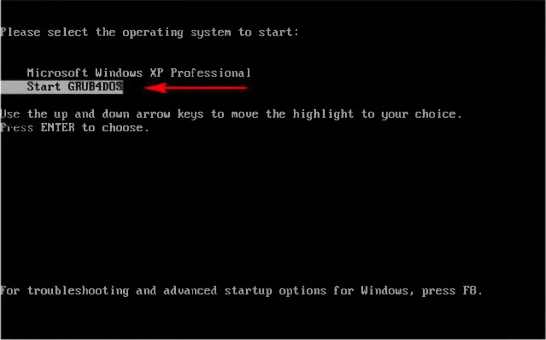 Please select the operating system to start:
Microsoft Windows XP Professional
Start GRUB4DOS
Use the up and down arrow keys to move the highlight to your choice.
Press ENTER to choose.
For troubleshooting and advanced startup options for Windows, press F8.